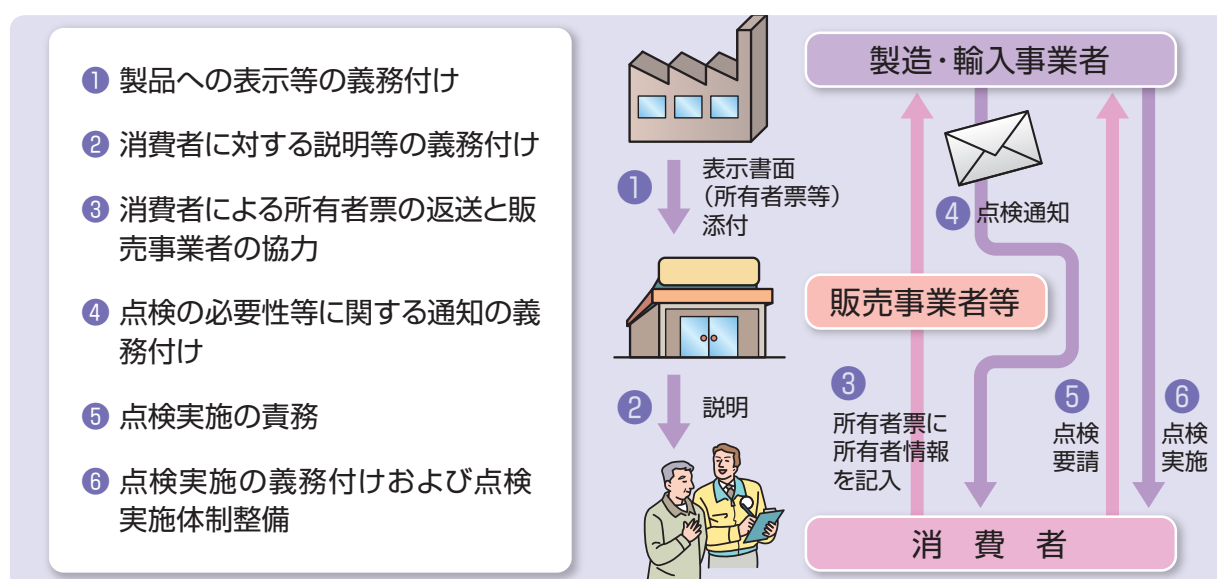 ❶ 製品への表示等の義務付け
❷ 消費者に対する説明等の義務付け
❸ 消費者による所有者票の返送と販
売事業者の協力
❹ 点検の必要性等に関する通知の義
務付け
❺ 点検実施の責務
❻ 点検実施の義務付けおよび点検
実施体制整備
❶ 表示書面
（所有者票等）
添付
❷ 説明
製造・輸入事業者
❹ 点検通知
販売事業者等
❸
所有者票に
所有者情報
を記入
❺
点検
要請
❻
点検
実施
消 費 者